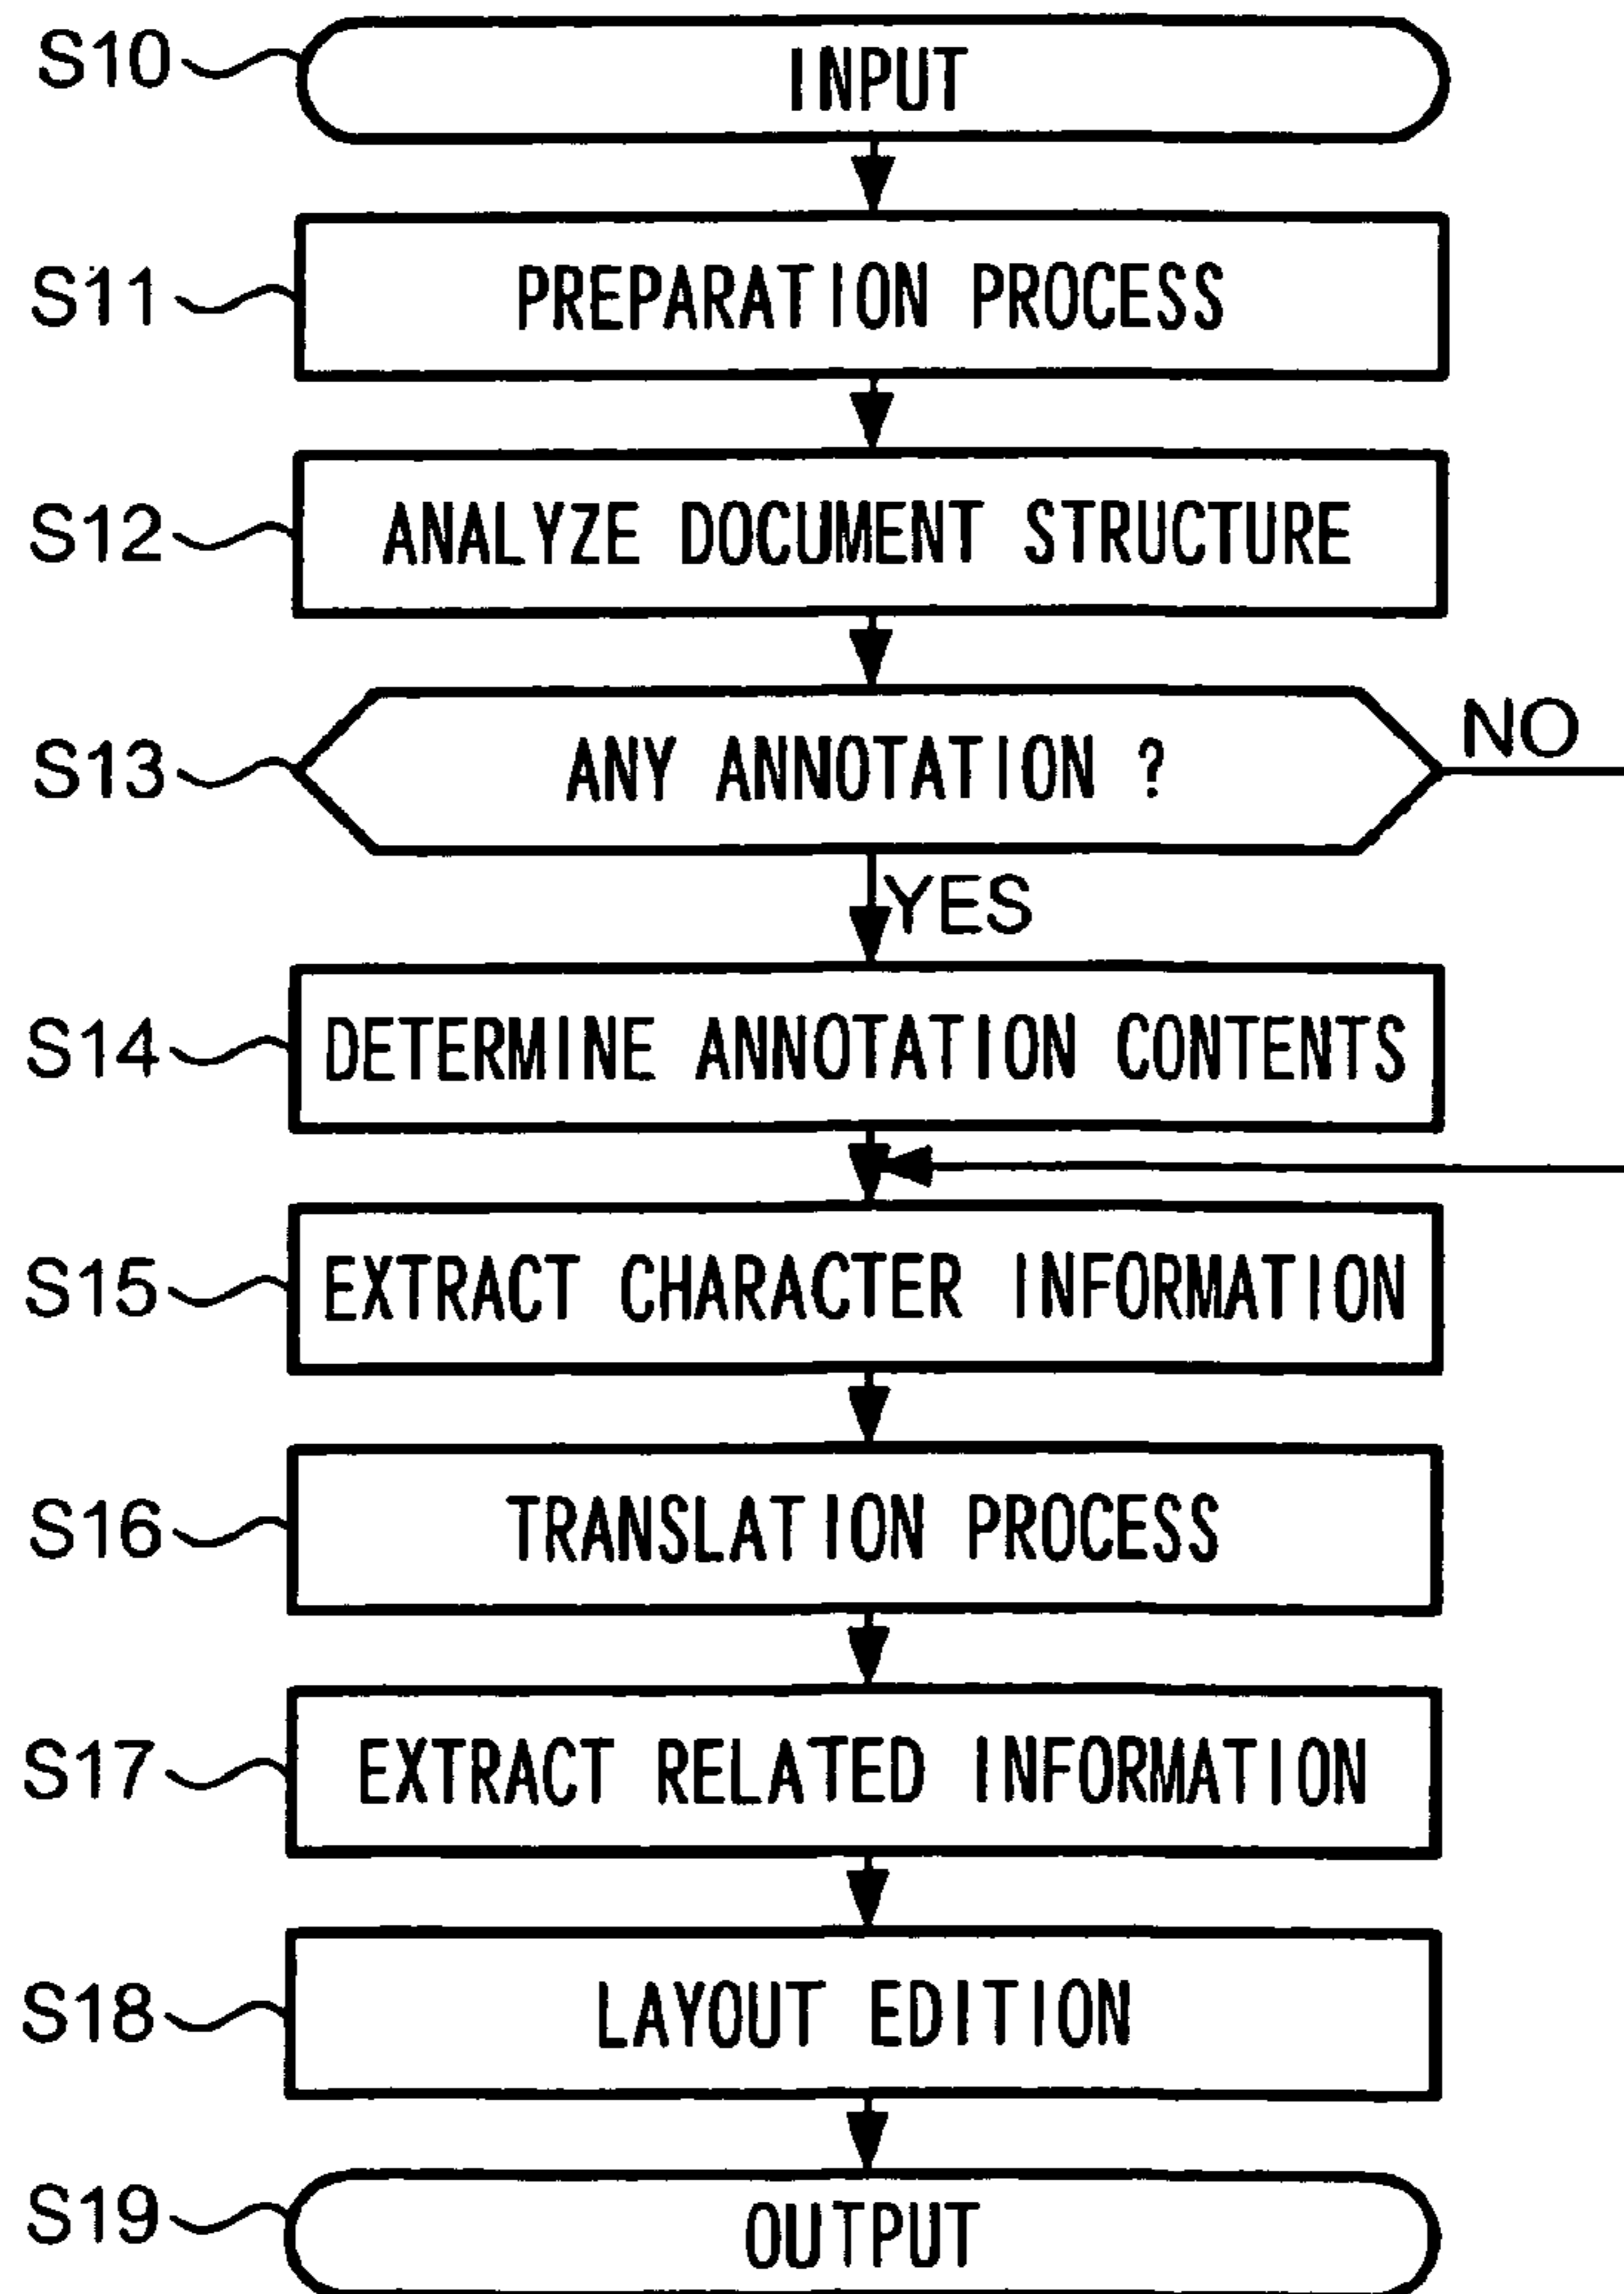 S10 INPUT
S11 PREPARATION PROCESS
S12 ANALYZE DOCUMENT STRUCTURE
S13 ANY ANNOTATION ? NO
YES
S14 DETERMINE ANNOTATION CONTENTS
S15 EXTRACT CHARACTER INFORMATION
S16 TRANSLATION PROCESS
S17 EXTRACT RELATED INFORMATION
S18 LAYOUT EDITION
S19 OUTPUT